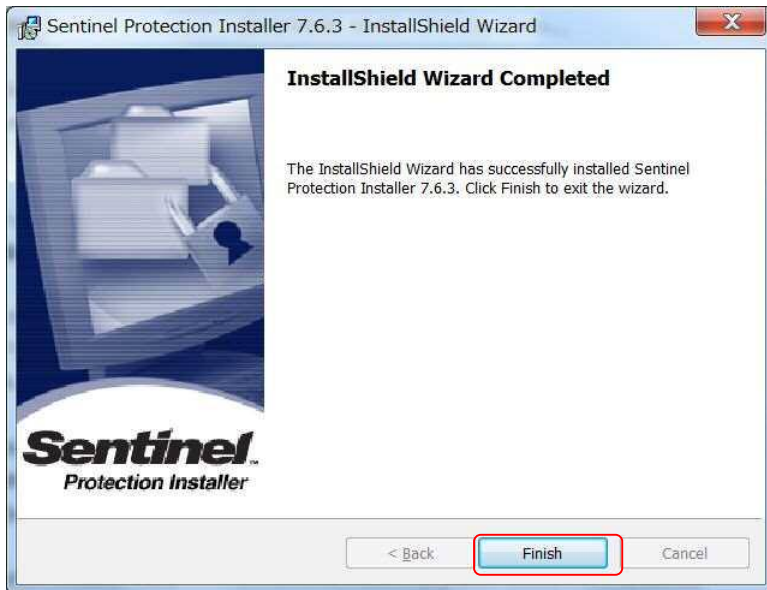 Sentinel Protection Installer 7.6.3 - InstallShield Wizard
InstallShield Wizard Completed
The InstallShield Wizard has successfully installed Sentinel
Protection Installer 7.6.3. Click Finish to exit the wizard.
Sentinel™
Protection Installer
< Back
Finish
Cancel